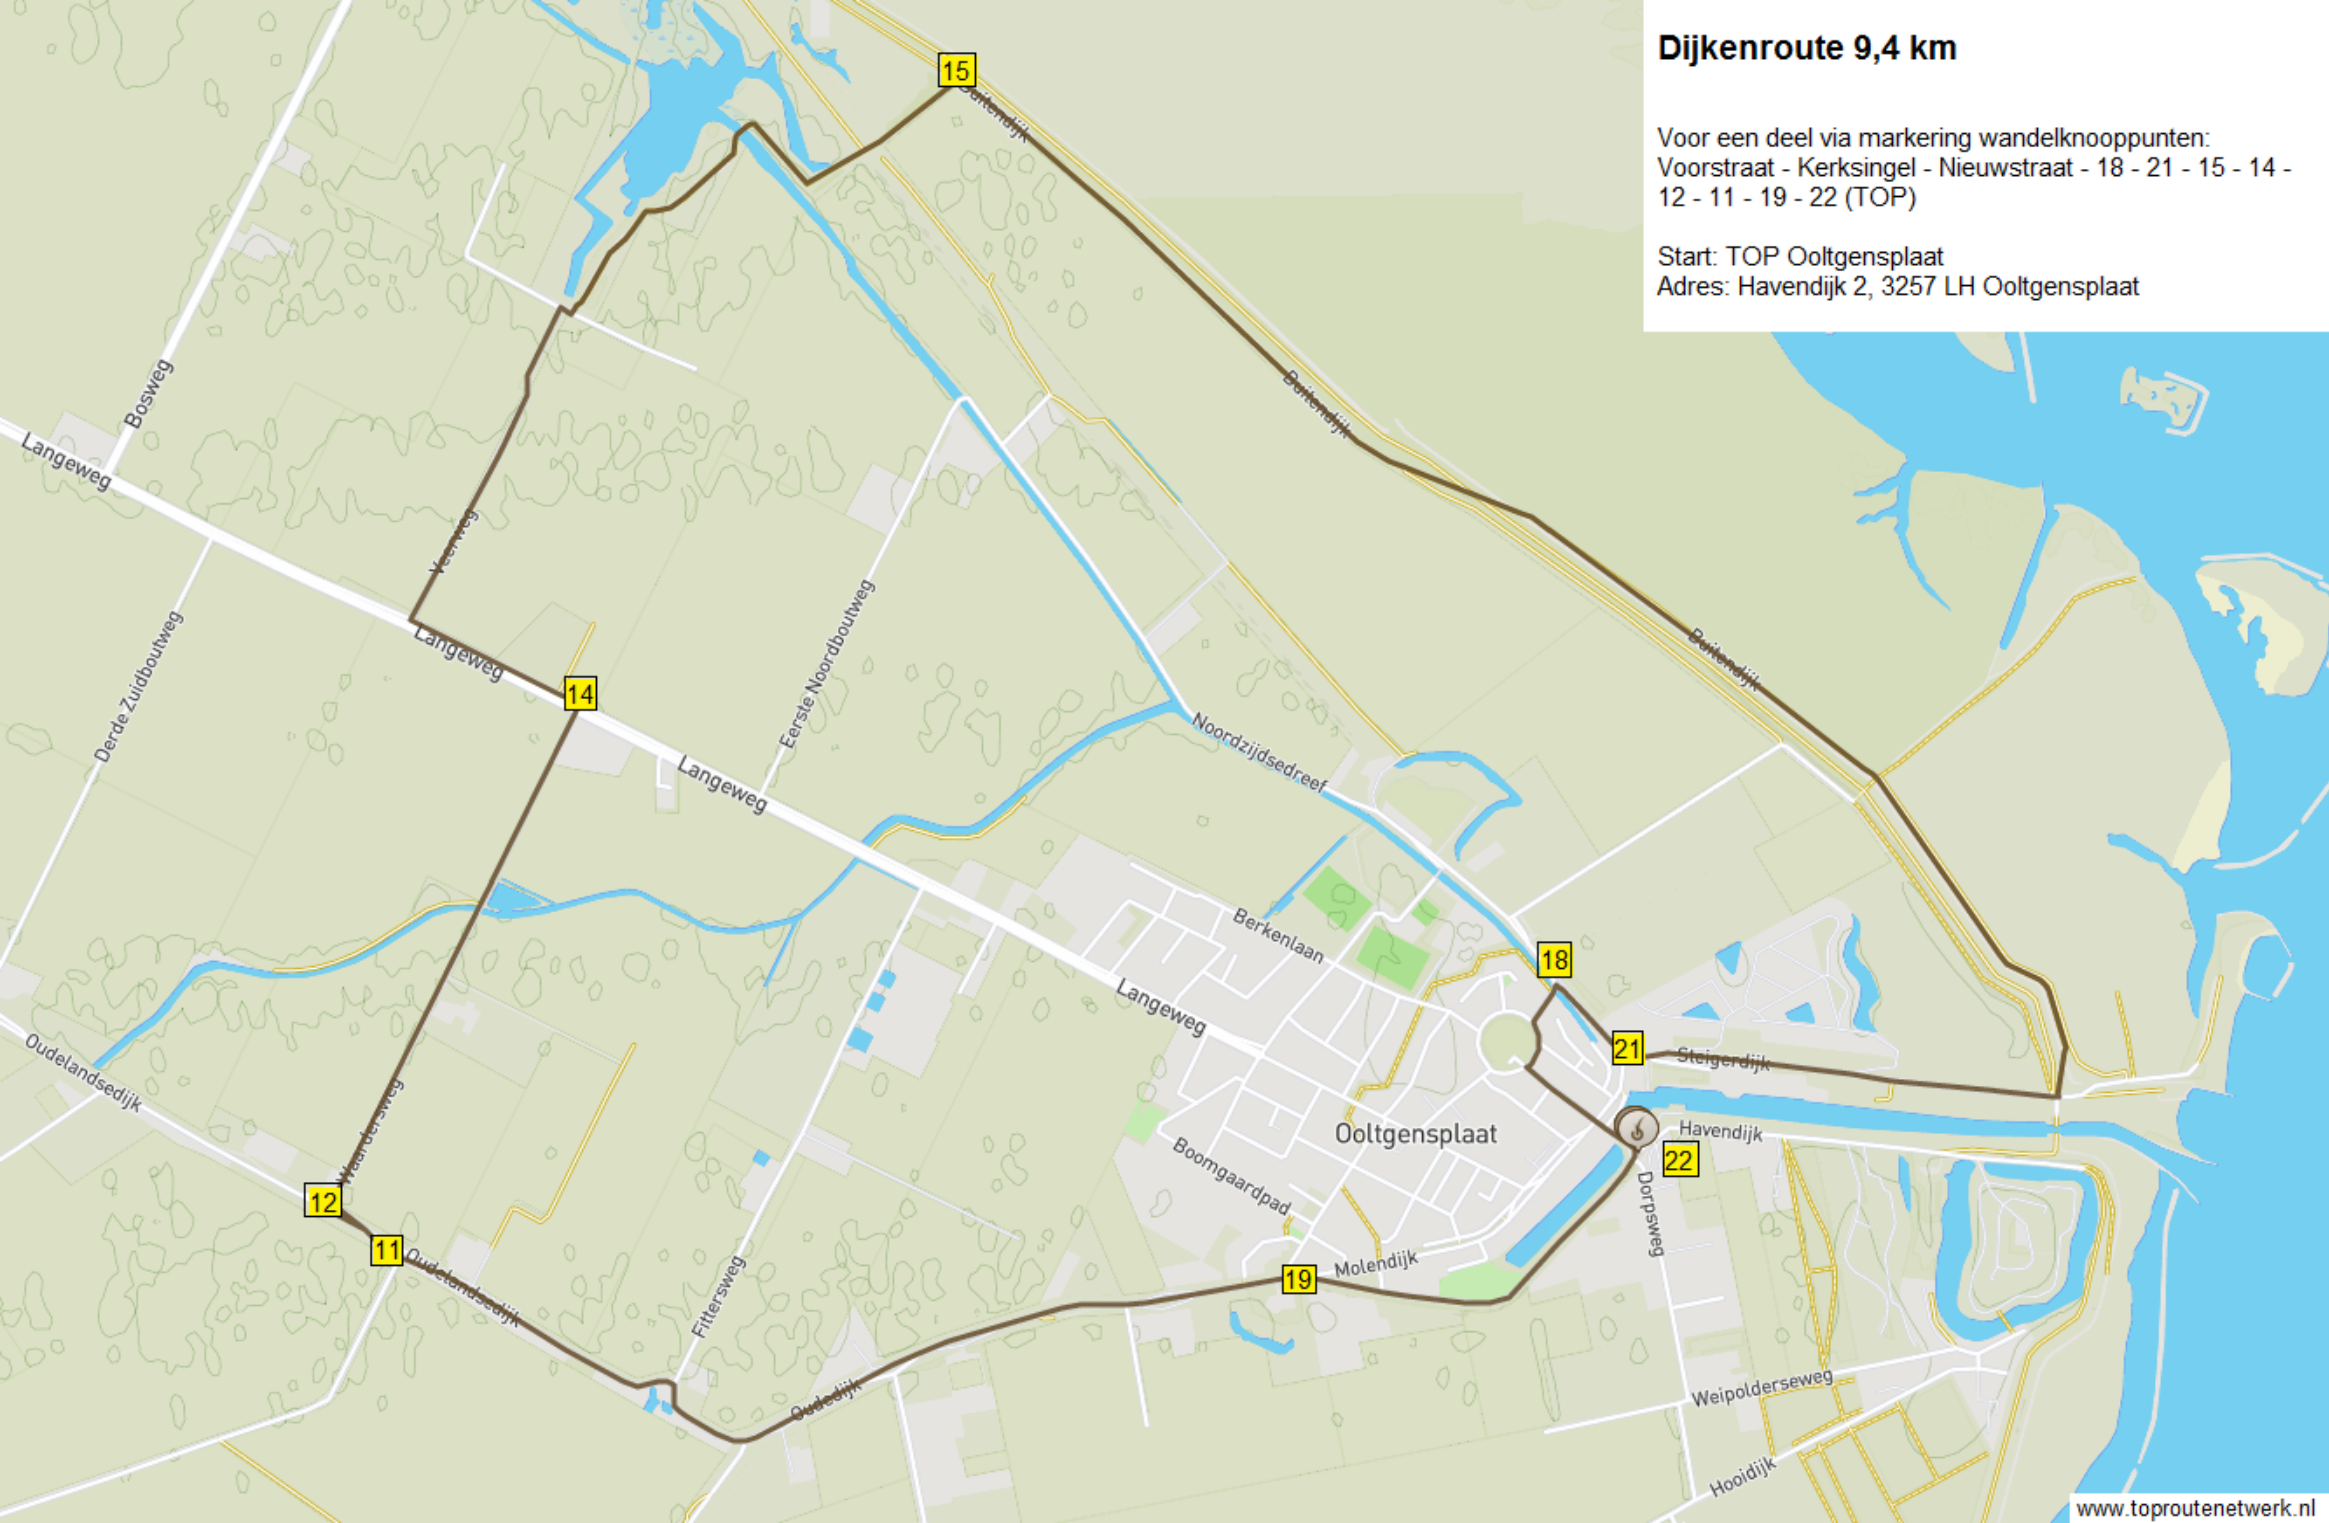 Dijkenroute 9,4 km
Voor een deel via markering wandelknooppunten:
Voorstraat - Kerksingel - Nieuwstraat - 18 - 21 - 15 - 14 -
12 - 11 - 19 - 22 (TOP)
Start: TOP Ooltgensplaat
Adres: Havendijk 2, 3257 LH Ooltgensplaat
15
Buitendijk
Buitendijk
Bosweg
Langeweg
Veerweg
Eerste Noordboutweg
Derde Zuidboutweg
Langeweg
Buitendijk
14
Langeweg
Noordzijdsedreef
Berkenlaan
18
Langeweg
21
Steigerdijk
Oudelandsedijk
Waardersweg
Ooltgensplaat
Havendijk
22
Boomgaardpad
Dorpsweg
12
11
Oudelandsedijk
Fittersweg
19
Molendijk
Oudedijk
Weipolderseweg
Hooidijk
www.toproutenetwerk.nl